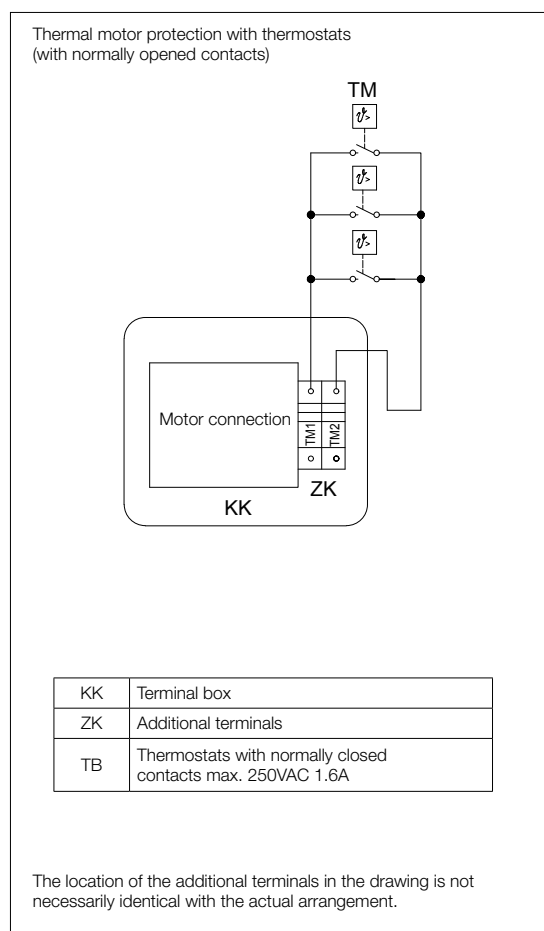 Thermal motor protection with thermostats
(with normally opened contacts)
TM
ϑ>
ϑ>
ϑ>
Motor connection
TM1
TM2
ZK
KK
KK Terminal box
ZK Additional terminals
TB Thermostats with normally closed
contacts max. 250VAC 1.6A
The location of the additional terminals in the drawing is not
necessarily identical with the actual arrangement.